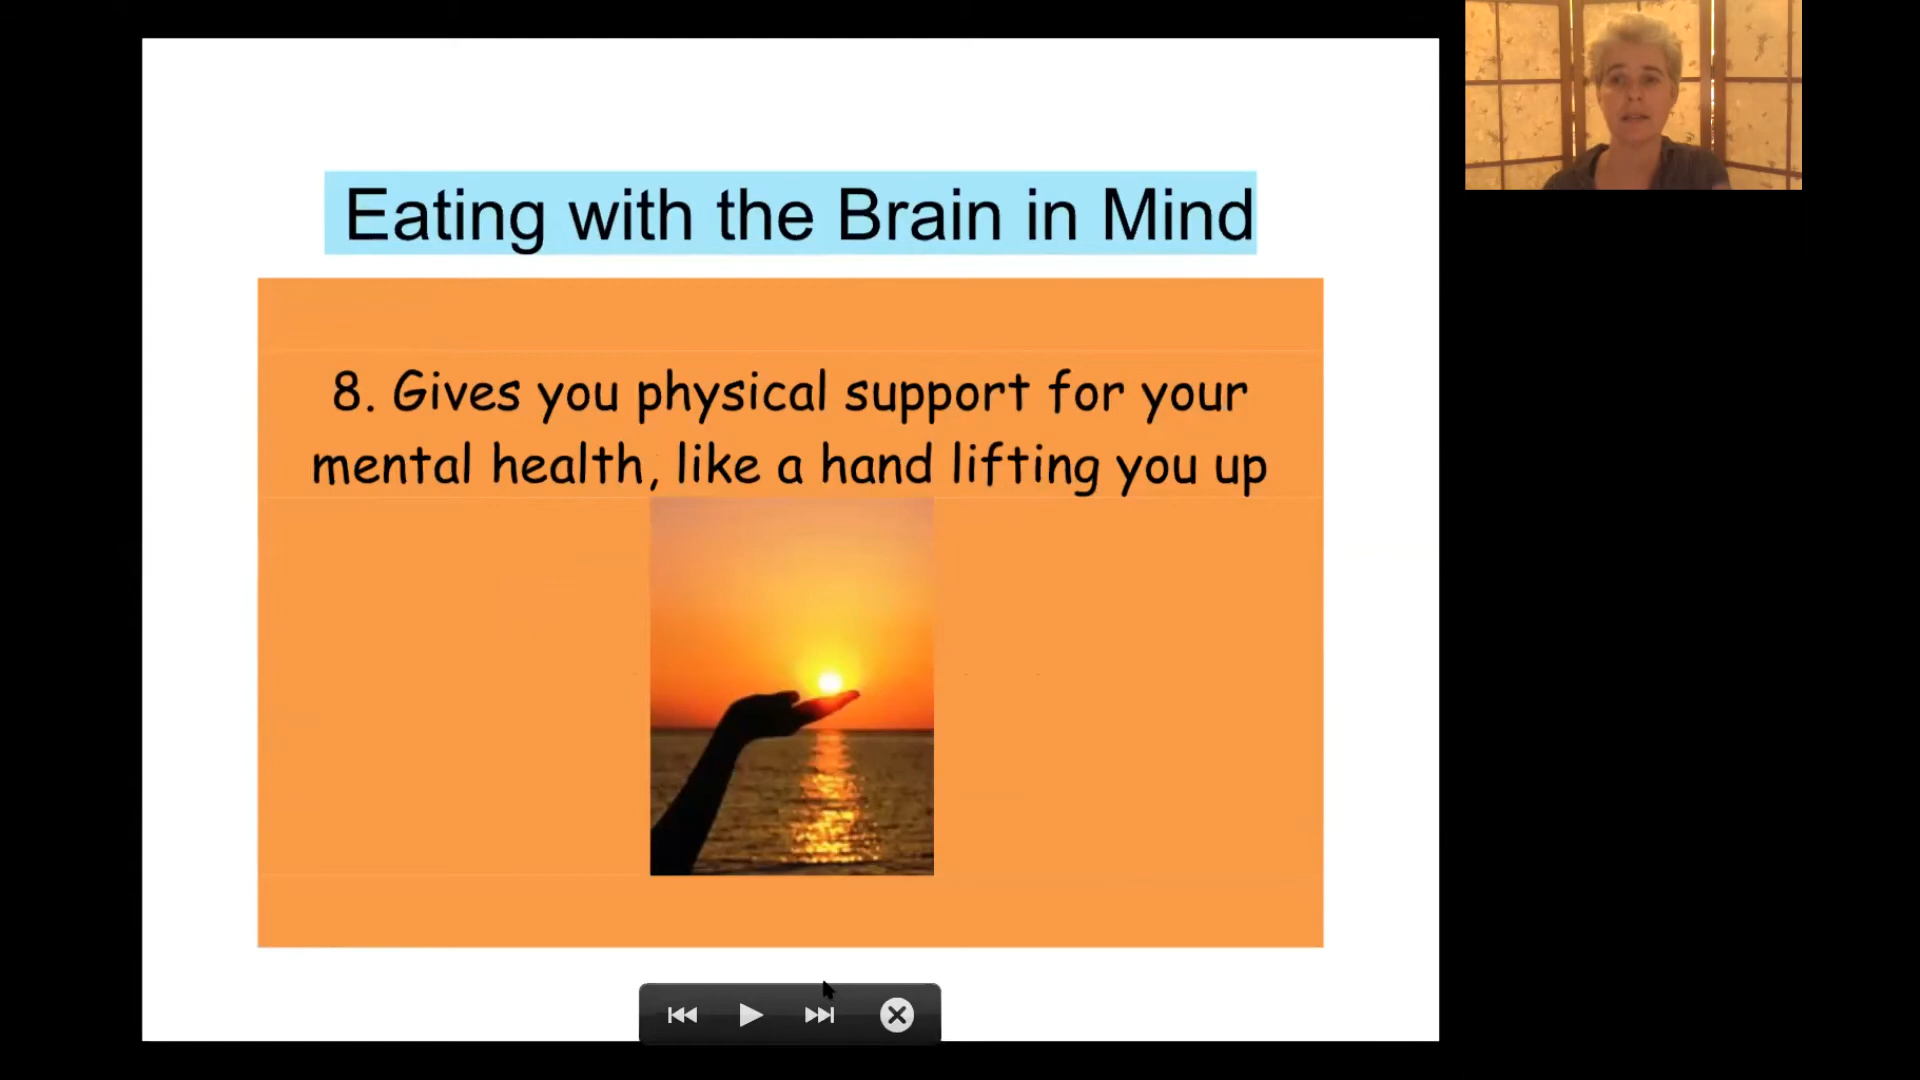 Eating with the Brain in Mind
8. Gives you physical support for your
mental health, like a hand lifting you up